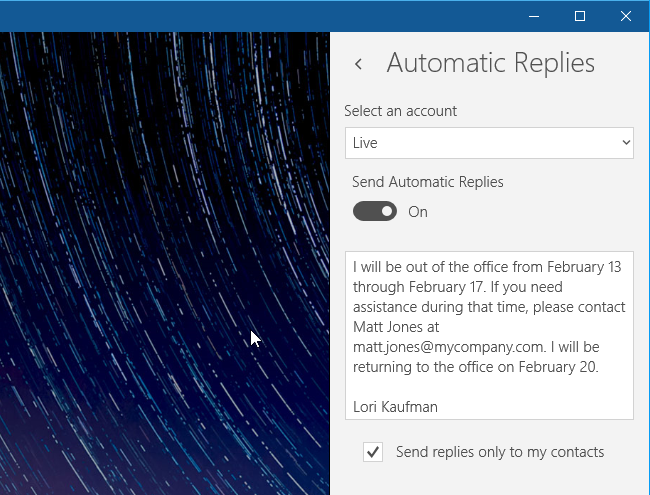 Automatic Replies
Select an account
Live
Send Automatic Replies
On
I will be out of the office from February 13
through February 17. If you need
assistance during that time, please contact
Matt Jones at
matt.jones@mycompany.com. I will be
returning to the office on February 20.
Lori Kaufman
Send replies only to my contacts